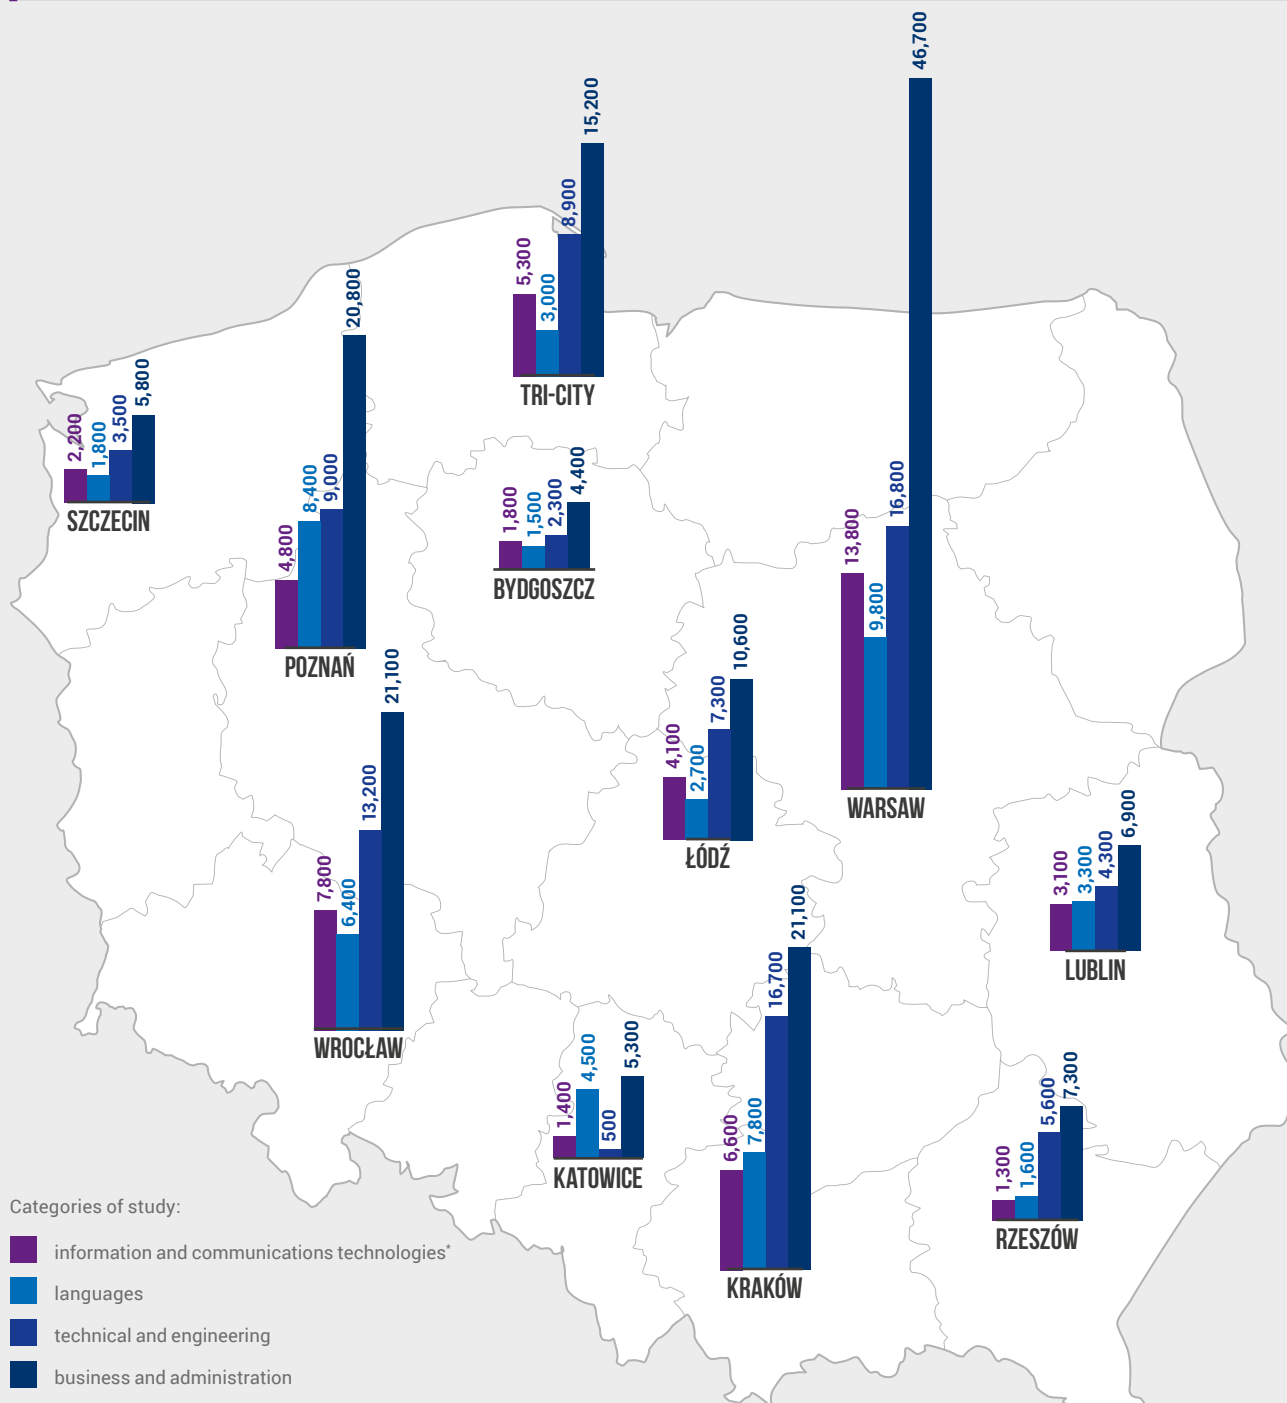 46,700
15,200
8,900
5,300
3,000
TRI-CITY
20,800
9,000
8,400
4,800
POZNAŃ
5,800
3,500
1,800
2,200
SZCZECIN
4,400
2,300
1,500
1,800
BYDGOSZCZ
16,800
13,800
9,800
WARSAW
10,600
7,300
4,100
2,700
ŁÓDŹ
21,100
13,200
7,800
6,400
WROCŁAW
6,900
4,300
3,300
3,100
LUBLIN
21,100
16,700
7,800
6,600
KRAKÓW
5,300
4,500
1,400
500
KATOWICE
7,300
5,600
1,600
1,300
RZESZÓW
Categories of study:
information and communications technologies*
languages
technical and engineering
business and administration